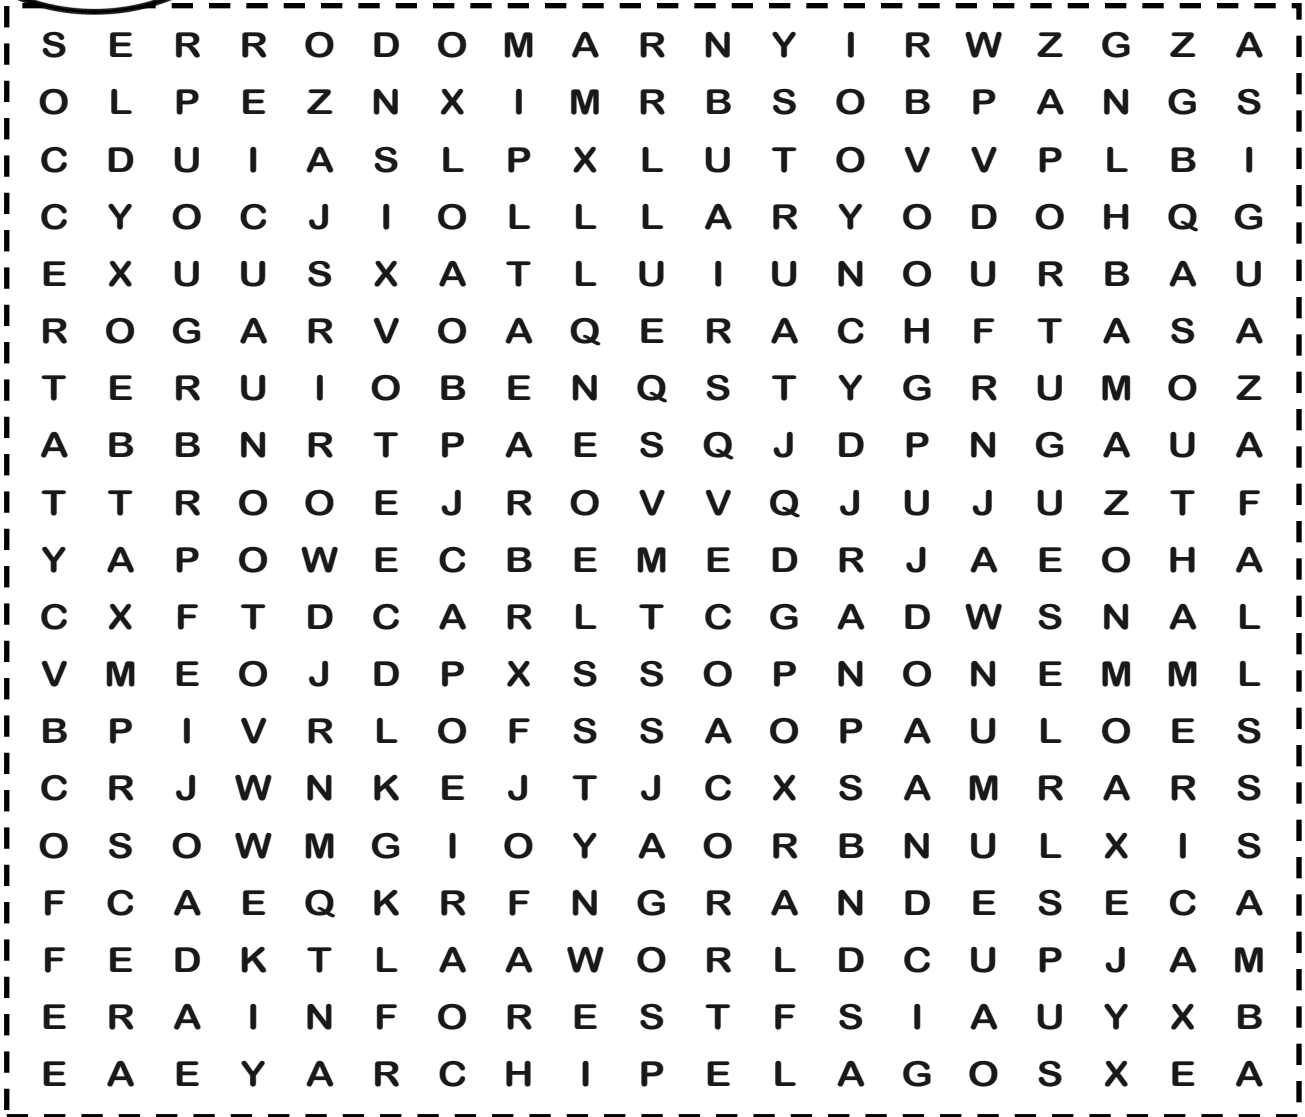 S E R R O D O M A R N Y I R W Z G Z A
O L P E Z N X I M R B S O B P A N G S
C D U I A S L P X L U T O V V P L B I
C Y O C J I O L L L A R Y O D O H Q G
E X U U S X A T L U I U N O U R B A U
R O G A R V O A Q E R A C H F T A S A
T E R U I O B E N Q S T Y G R U M O Z
A B B N R T P A E S Q J D P N G A U A
T T R O O E J R O V V Q J U J U Z T F
Y A P O W E C B E M E D R J A E O H A
C X F T D C A R L T C G A D W S N A L
V M E O J D P X S S O P N O N E M M L
B P I V R L O F S S A O P A U L O E S
C R J W N K E J T J C X S A M R A R S
O S O W M G I O Y A O R B N U L X I S
F C A E Q K R F N G R A N D E S E C A
F E D K T L A A W O R L D C U P J A M
E R A I N F O R E S T F S I A U Y X B
E A E Y A R C H I P E L A G O S X E A